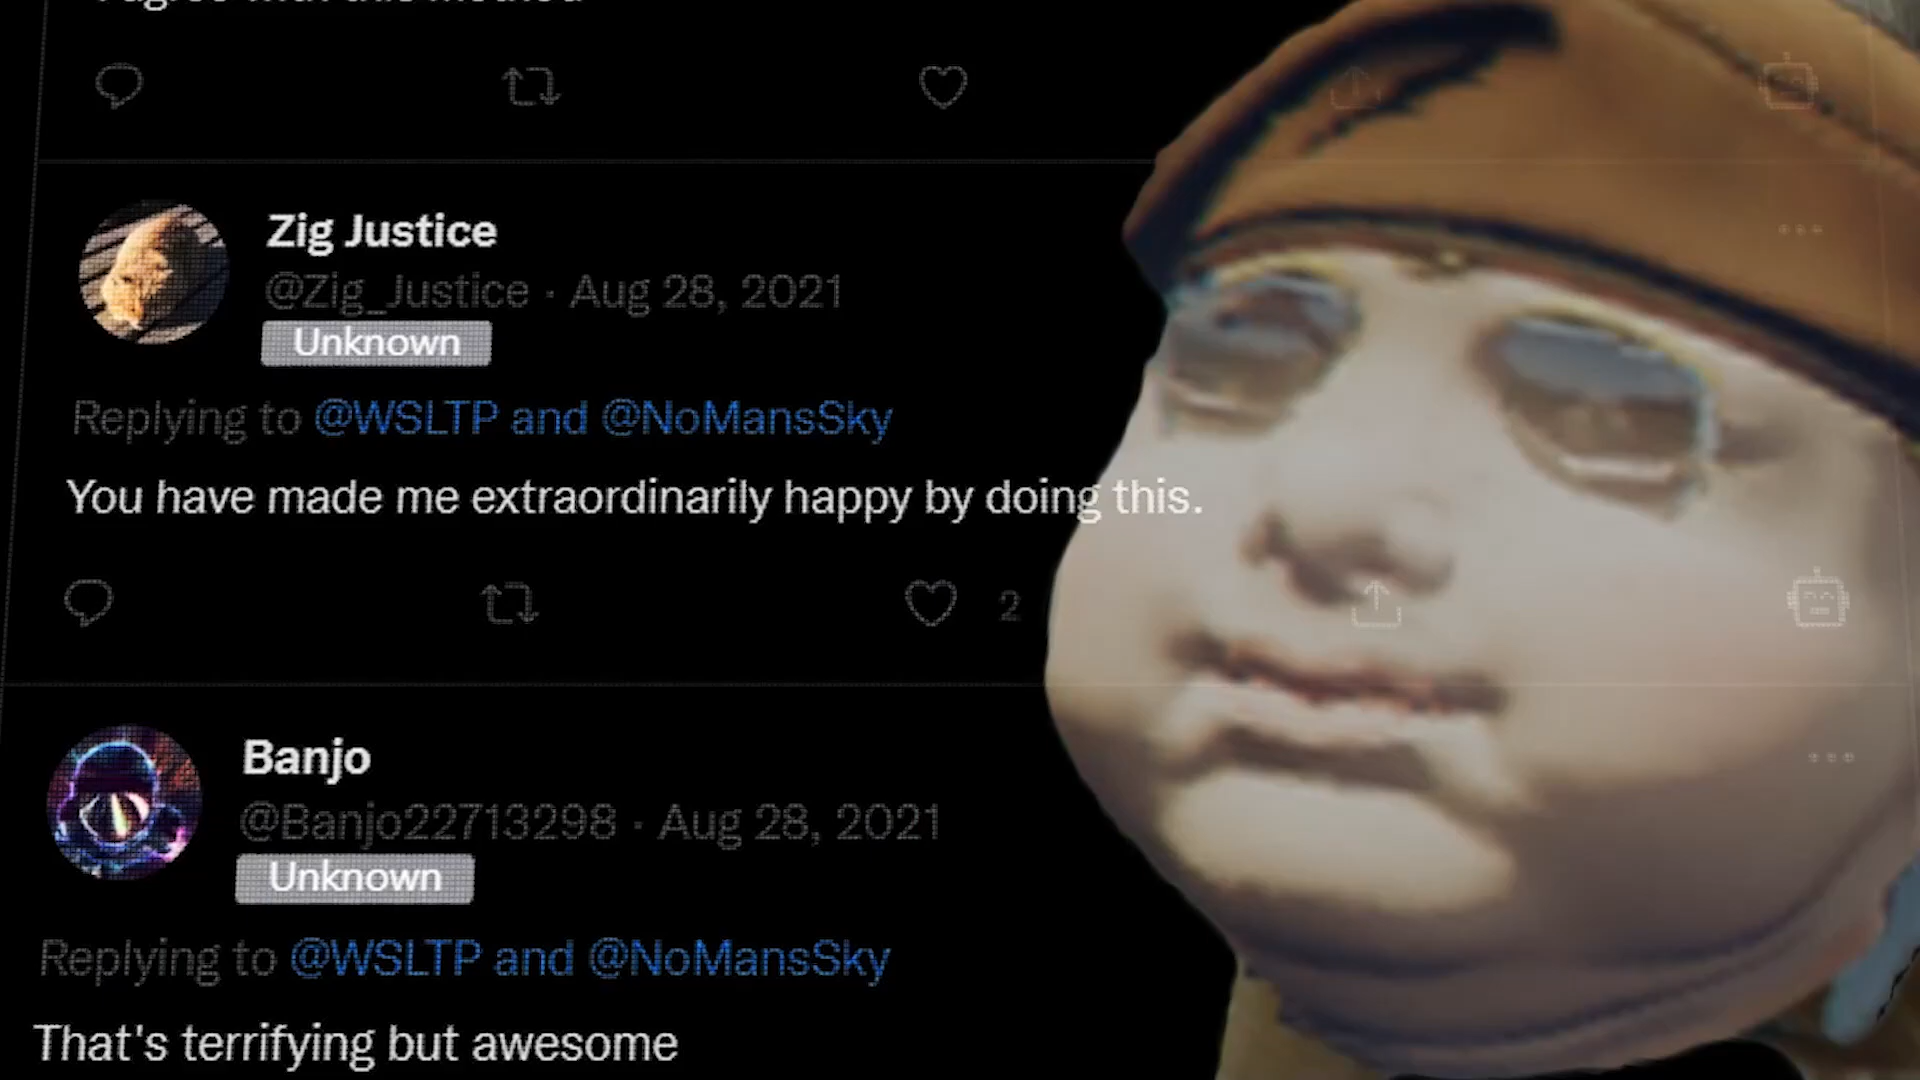 Zig Justice
@Zig_Justice · Aug 28, 2021
Unknown
Replying to @WSLTP and @NoMansSky
You have made me extraordinarily happy by doing this.
2
Banjo
@Banjo22713298 · Aug 28, 2021
Unknown
Replying to @WSLTP and @NoMansSky
That's terrifying but awesome